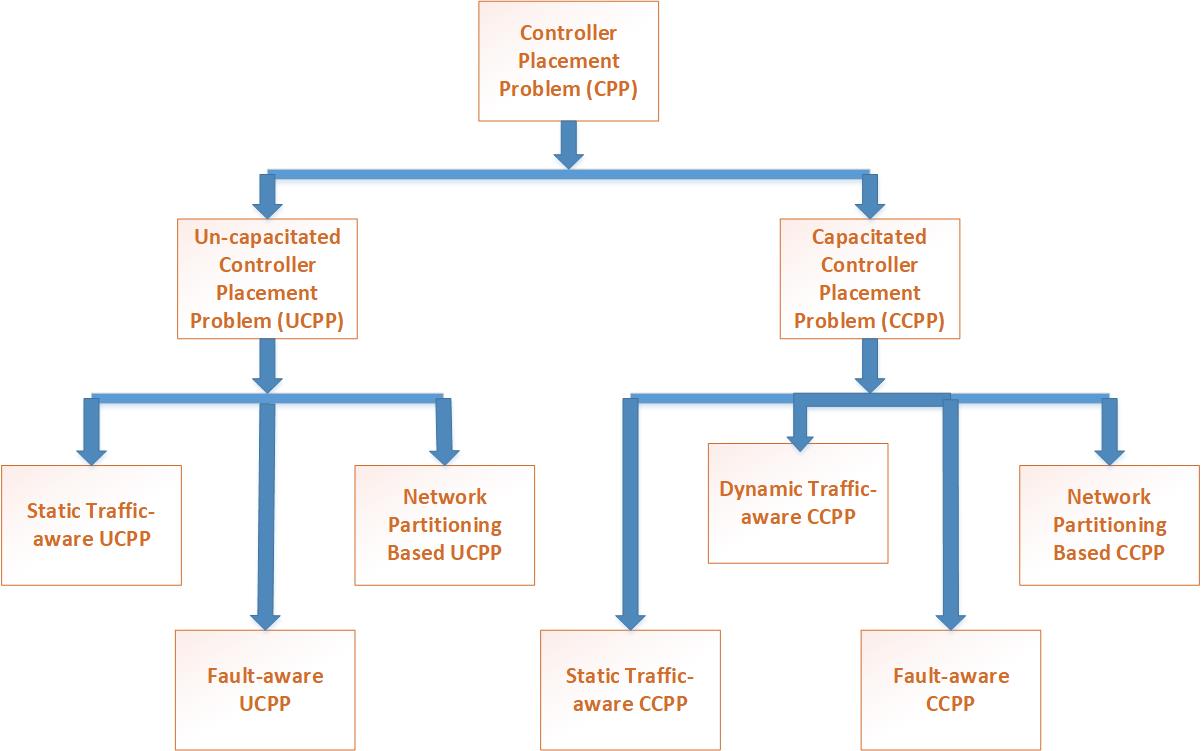 Controller
Placement
Problem (CPP)
Un-capacitated
Controller
Placement
Problem (UCPP)
Capacitated
Controller
Placement
Problem (CCPP)
Static Traffic-
aware UCPP
Network
Partitioning
Based UCPP
Dynamic Traffic-
aware CCPP
Network
Partitioning
Based CCPP
Fault-aware
UCPP
Static Traffic-
aware CCPP
Fault-aware
CCPP